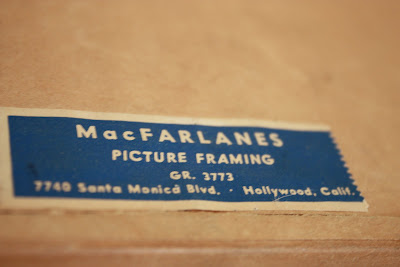 MacFARLANES
PICTURE FRAMING
GR. 3773
7740 Santa Monica Blvd. · Hollywood, Calif.